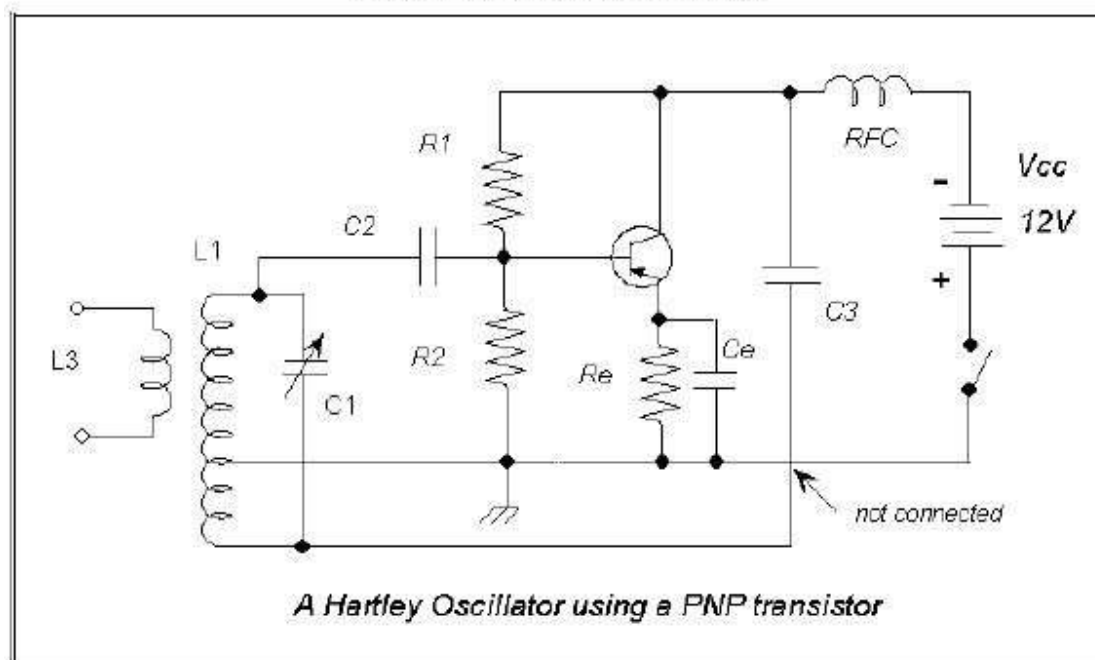 R1
RFC
Vcc
-
12V
C2
L1
+
C3
L3
R2
Re
Ce
C1
not connected
A Hartley Oscillator using a PNP transistor